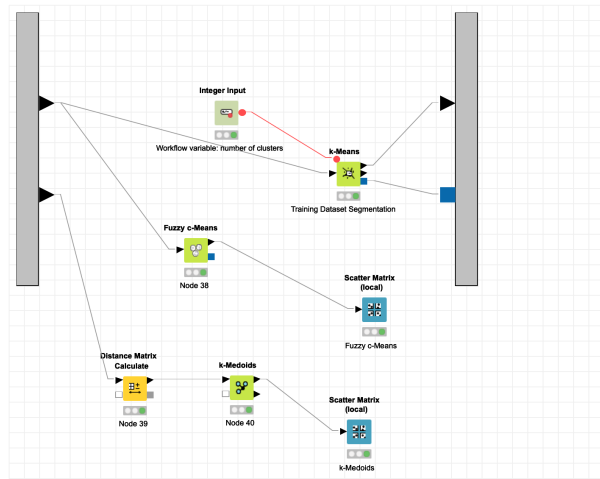 Integer Input
Workflow variable: number of clusters
k-Means
Training Dataset Segmentation
Fuzzy c-Means
Node 38
Scatter Matrix
(local)
Fuzzy c-Means
Distance Matrix
Calculate
Node 39
k-Medoids
Node 40
Scatter Matrix
(local)
k-Medoids